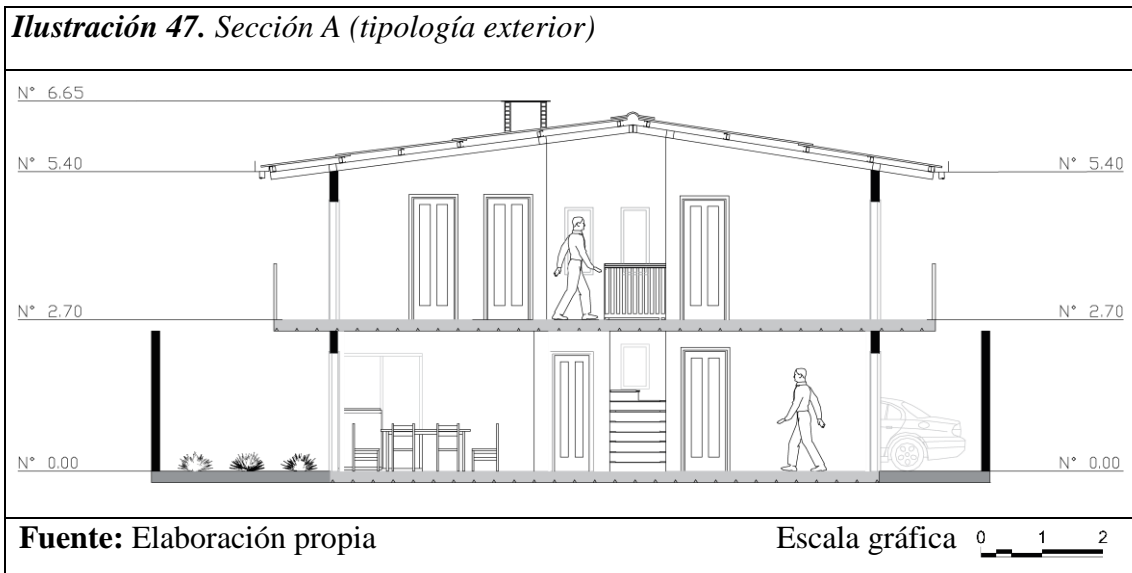 Ilustración 47. Sección A (tipología exterior)
N° 6.65
N° 5.40
N° 5.40
N° 2.70
N° 2.70
N° 0.00
N° 0.00
Fuente: Elaboración propia
Escala gráfica 0 1 2